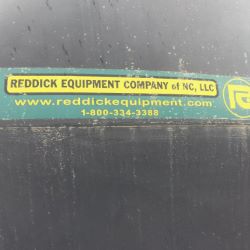 REDDICK EQUIPMENT COMPANY of NC, LLC
www.reddickequipment.com
1-800-334-3388